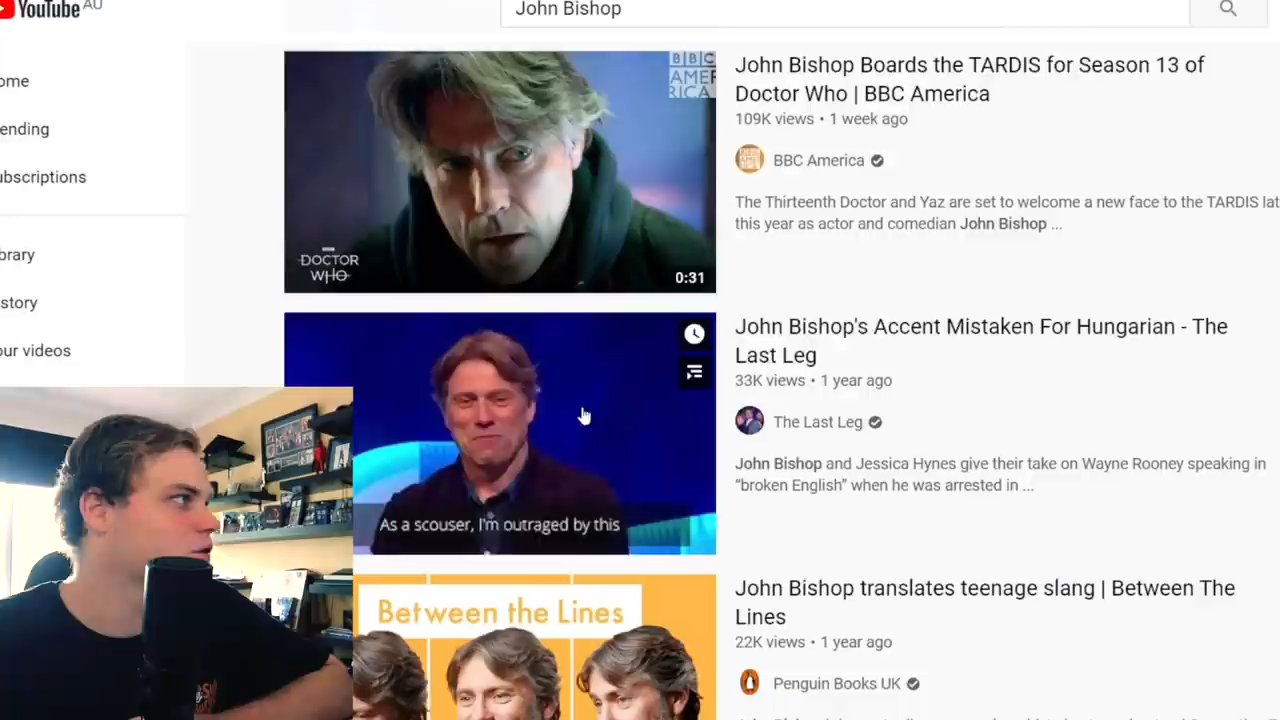 YouTube AU
John Bishop
ome
ending
ubscriptions
brary
story
our videos
BBC
AMER
RICA
DOCTOR
WHO
0:31
John Bishop Boards the TARDIS for Season 13 of
Doctor Who | BBC America
109K views • 1 week ago
BBC America
The Thirteenth Doctor and Yaz are set to welcome a new face to the TARDIS lat
this year as actor and comedian John Bishop ...
As a scouser, I'm outraged by this
John Bishop's Accent Mistaken For Hungarian - The
Last Leg
33K views • 1 year ago
The Last Leg
John Bishop and Jessica Hynes give their take on Wayne Rooney speaking in
“broken English” when he was arrested in ...
Between the Lines
John Bishop translates teenage slang | Between The
Lines
22K views • 1 year ago
Penguin Books UK